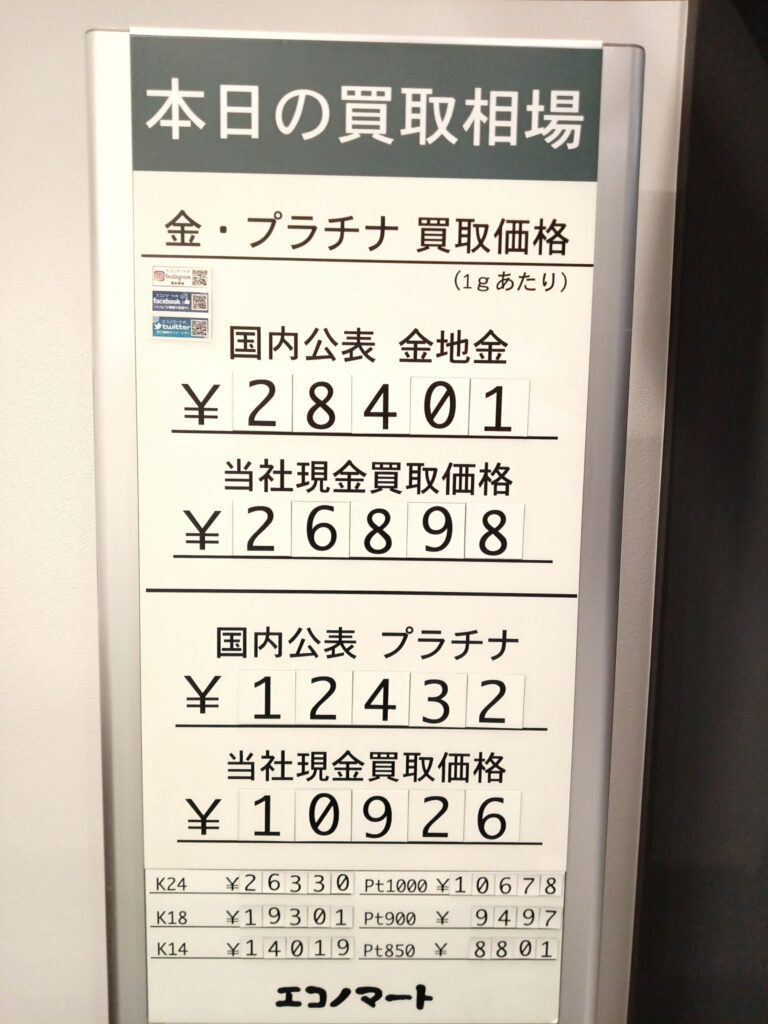 本日の買取相場
金・プラチナ 買取価格
(1gあたり)
Instagram
facebook
twitter
国内公表 金地金
¥28401
当社現金買取価格
¥26898
国内公表 プラチナ
¥12432
当社現金買取価格
¥10926
K24 ¥26330 Pt1000 ¥10678
K18 ¥19301 Pt900 ¥9497
K14 ¥14019 Pt850 ¥8801
エコノマート